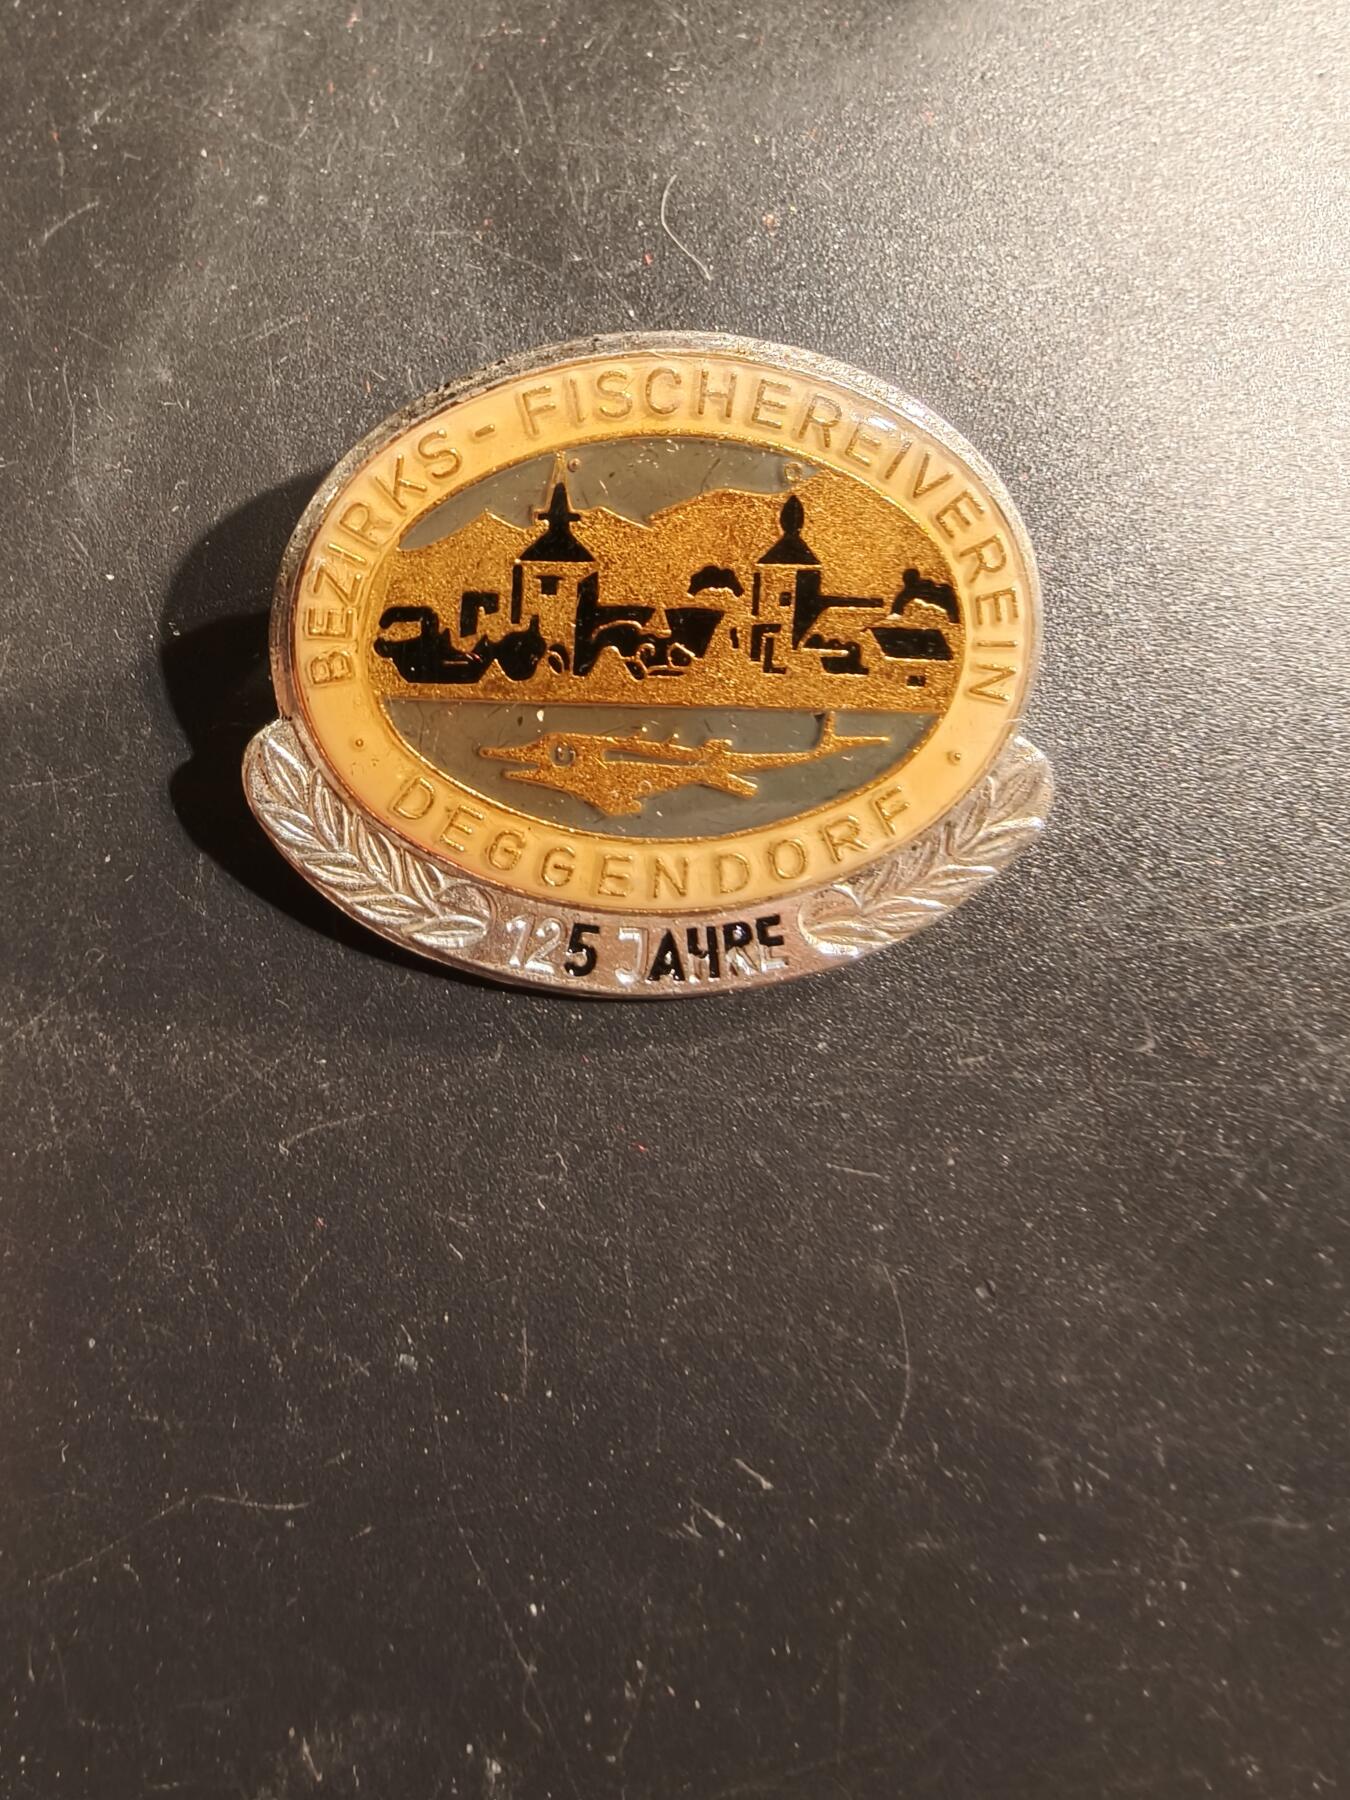 BEZIRKS-FISCHEREIVEREIN
· DEGGENDORF ·
125 JAHRE